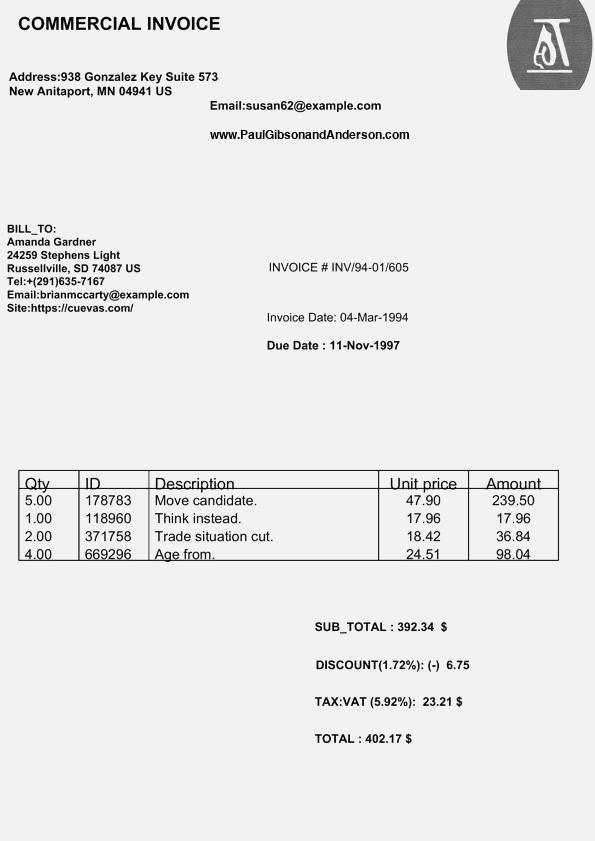 COMMERCIAL INVOICE
Address:938 Gonzalez Key Suite 573
New Anitaport, MN 04941 US
Email:susan62@example.com
www.PaulGibsonandAnderson.com
BILL_TO:
Amanda Gardner
24259 Stephens Light
Russellville, SD 74087 US
Tel:+(291)635-7167
Email:brianmccarty@example.com
Site:https://cuevas.com/
INVOICE # INV/94-01/605
Invoice Date: 04-Mar-1994
Due Date : 11-Nov-1997
Qty ID Description Unit price Amount
5.00 178783 Move candidate. 47.90 239.50
1.00 118960 Think instead. 17.96 17.96
2.00 371758 Trade situation cut. 18.42 36.84
4.00 669296 Age from. 24.51 98.04
SUB_TOTAL : 392.34 $
DISCOUNT(1.72%): (-) 6.75
TAX:VAT (5.92%): 23.21 $
TOTAL : 402.17 $